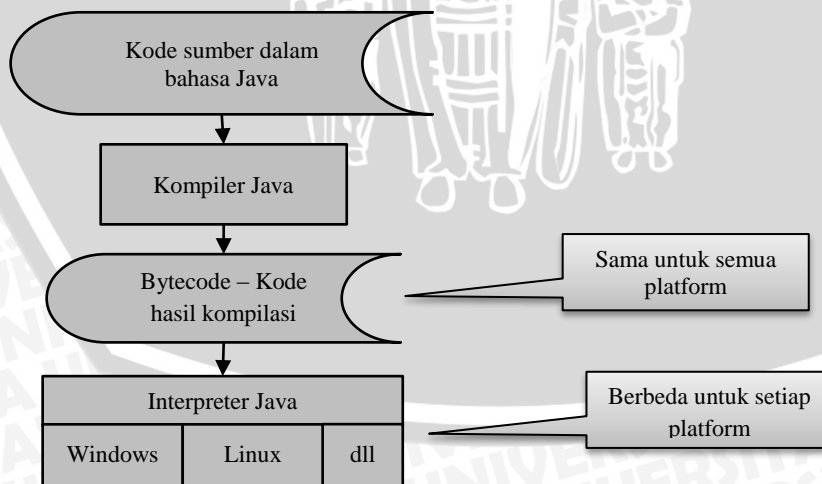 Kode sumber dalam
bahasa Java
Kompiler Java
Bytecode – Kode
hasil kompilasi
Sama untuk semua
platform
Interpreter Java
Berbeda untuk setiap
platform
Windows
Linux
dll